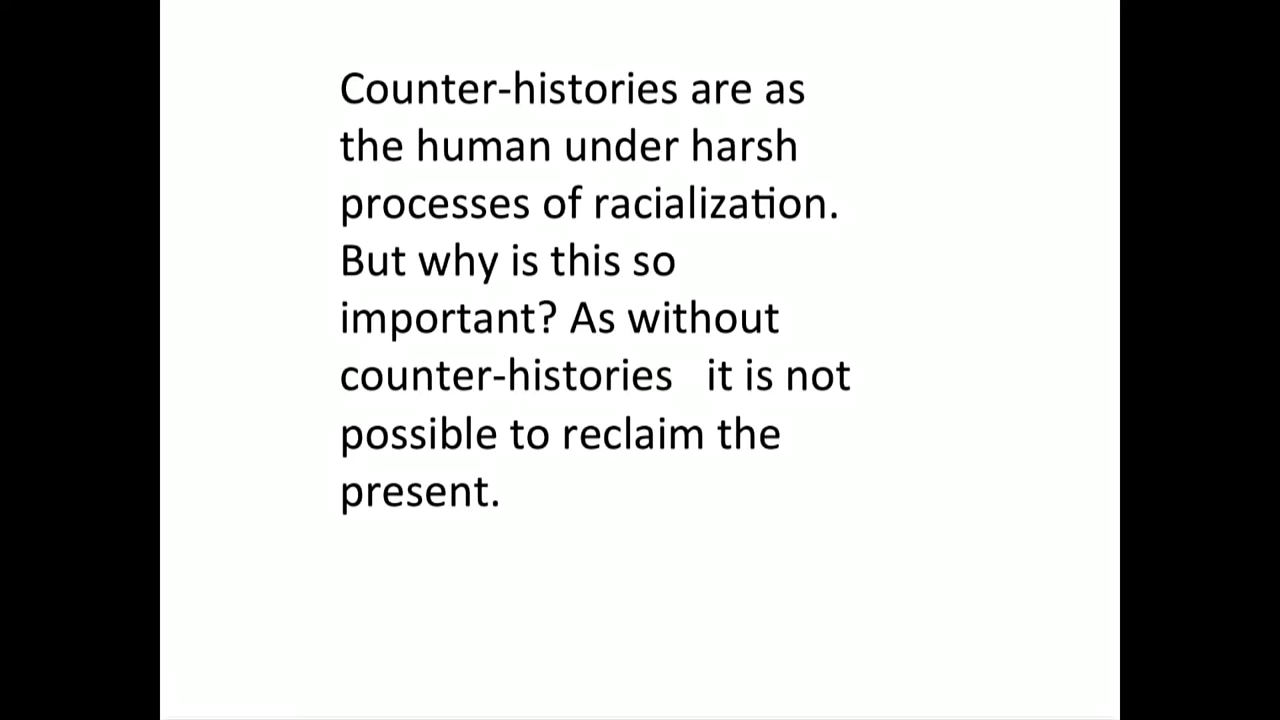 Counter-histories are as
the human under harsh
processes of racialization.
But why is this so
important? As without
counter-histories   it is not
possible to reclaim the
present.